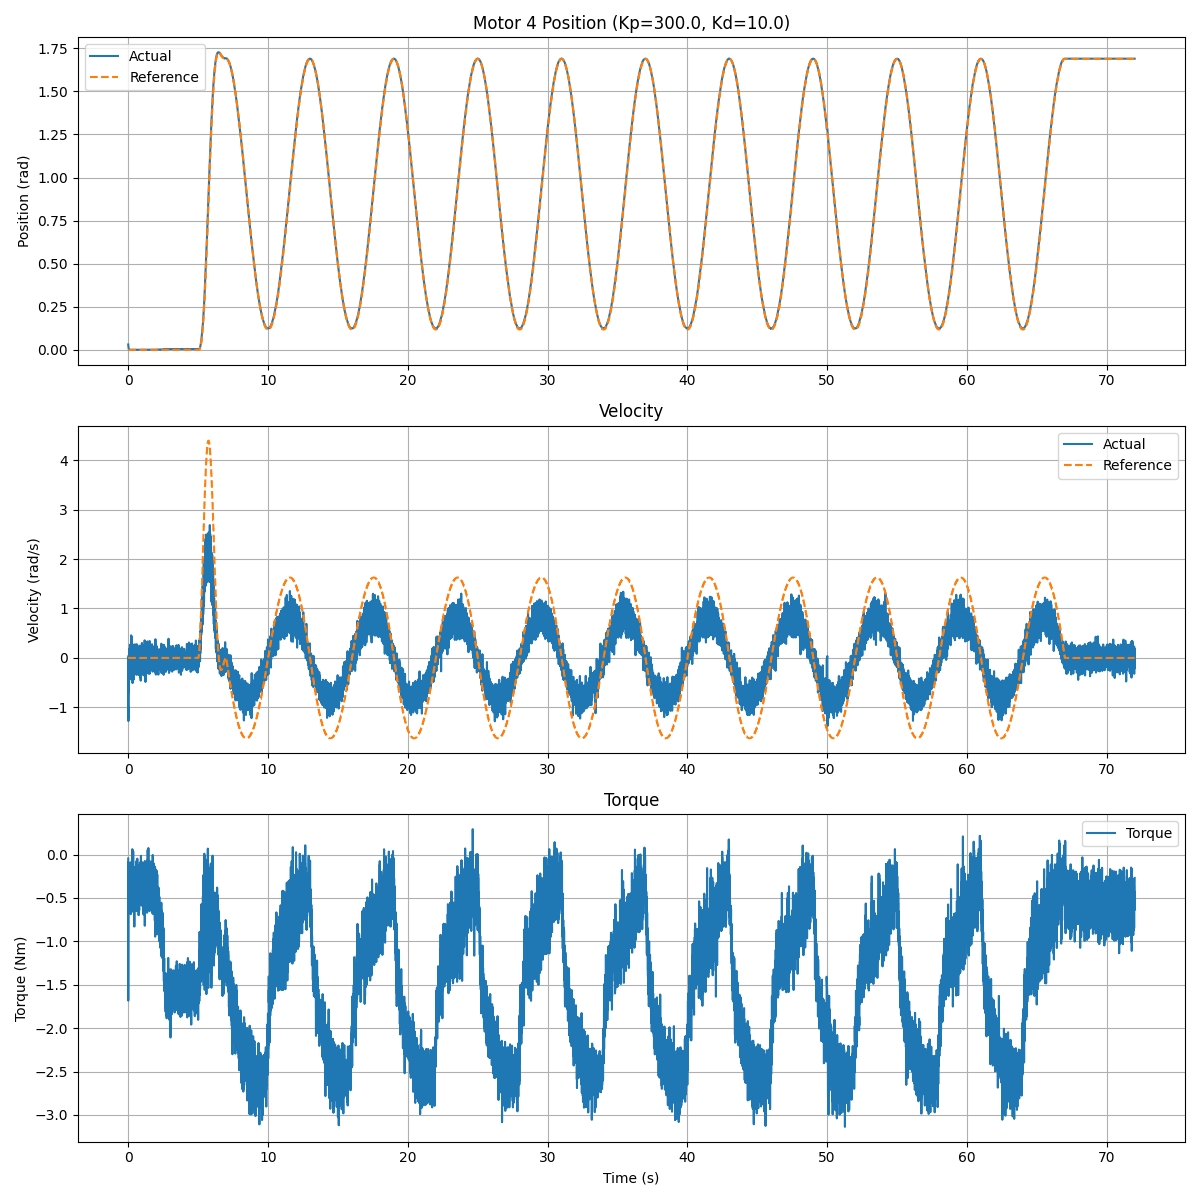 Motor 4 Position (Kp=300.0, Kd=10.0)
Actual
Reference
Position (rad)
1.75
1.50
1.25
1.00
0.75
0.50
0.25
0.00
0 10 20 30 40 50 60 70
Velocity
Actual
Reference
Velocity (rad/s)
4
3
2
1
0
−1
0 10 20 30 40 50 60 70
Torque
Torque
Torque (Nm)
0.0
−0.5
−1.0
−1.5
−2.0
−2.5
−3.0
0 10 20 30 40 50 60 70
Time (s)